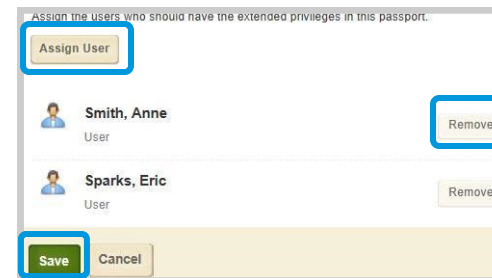 Assign the users who should have the extended privileges in this passport.
Assign User
Smith, Anne
User
Remove
Sparks, Eric
User
Remove
Save Cancel